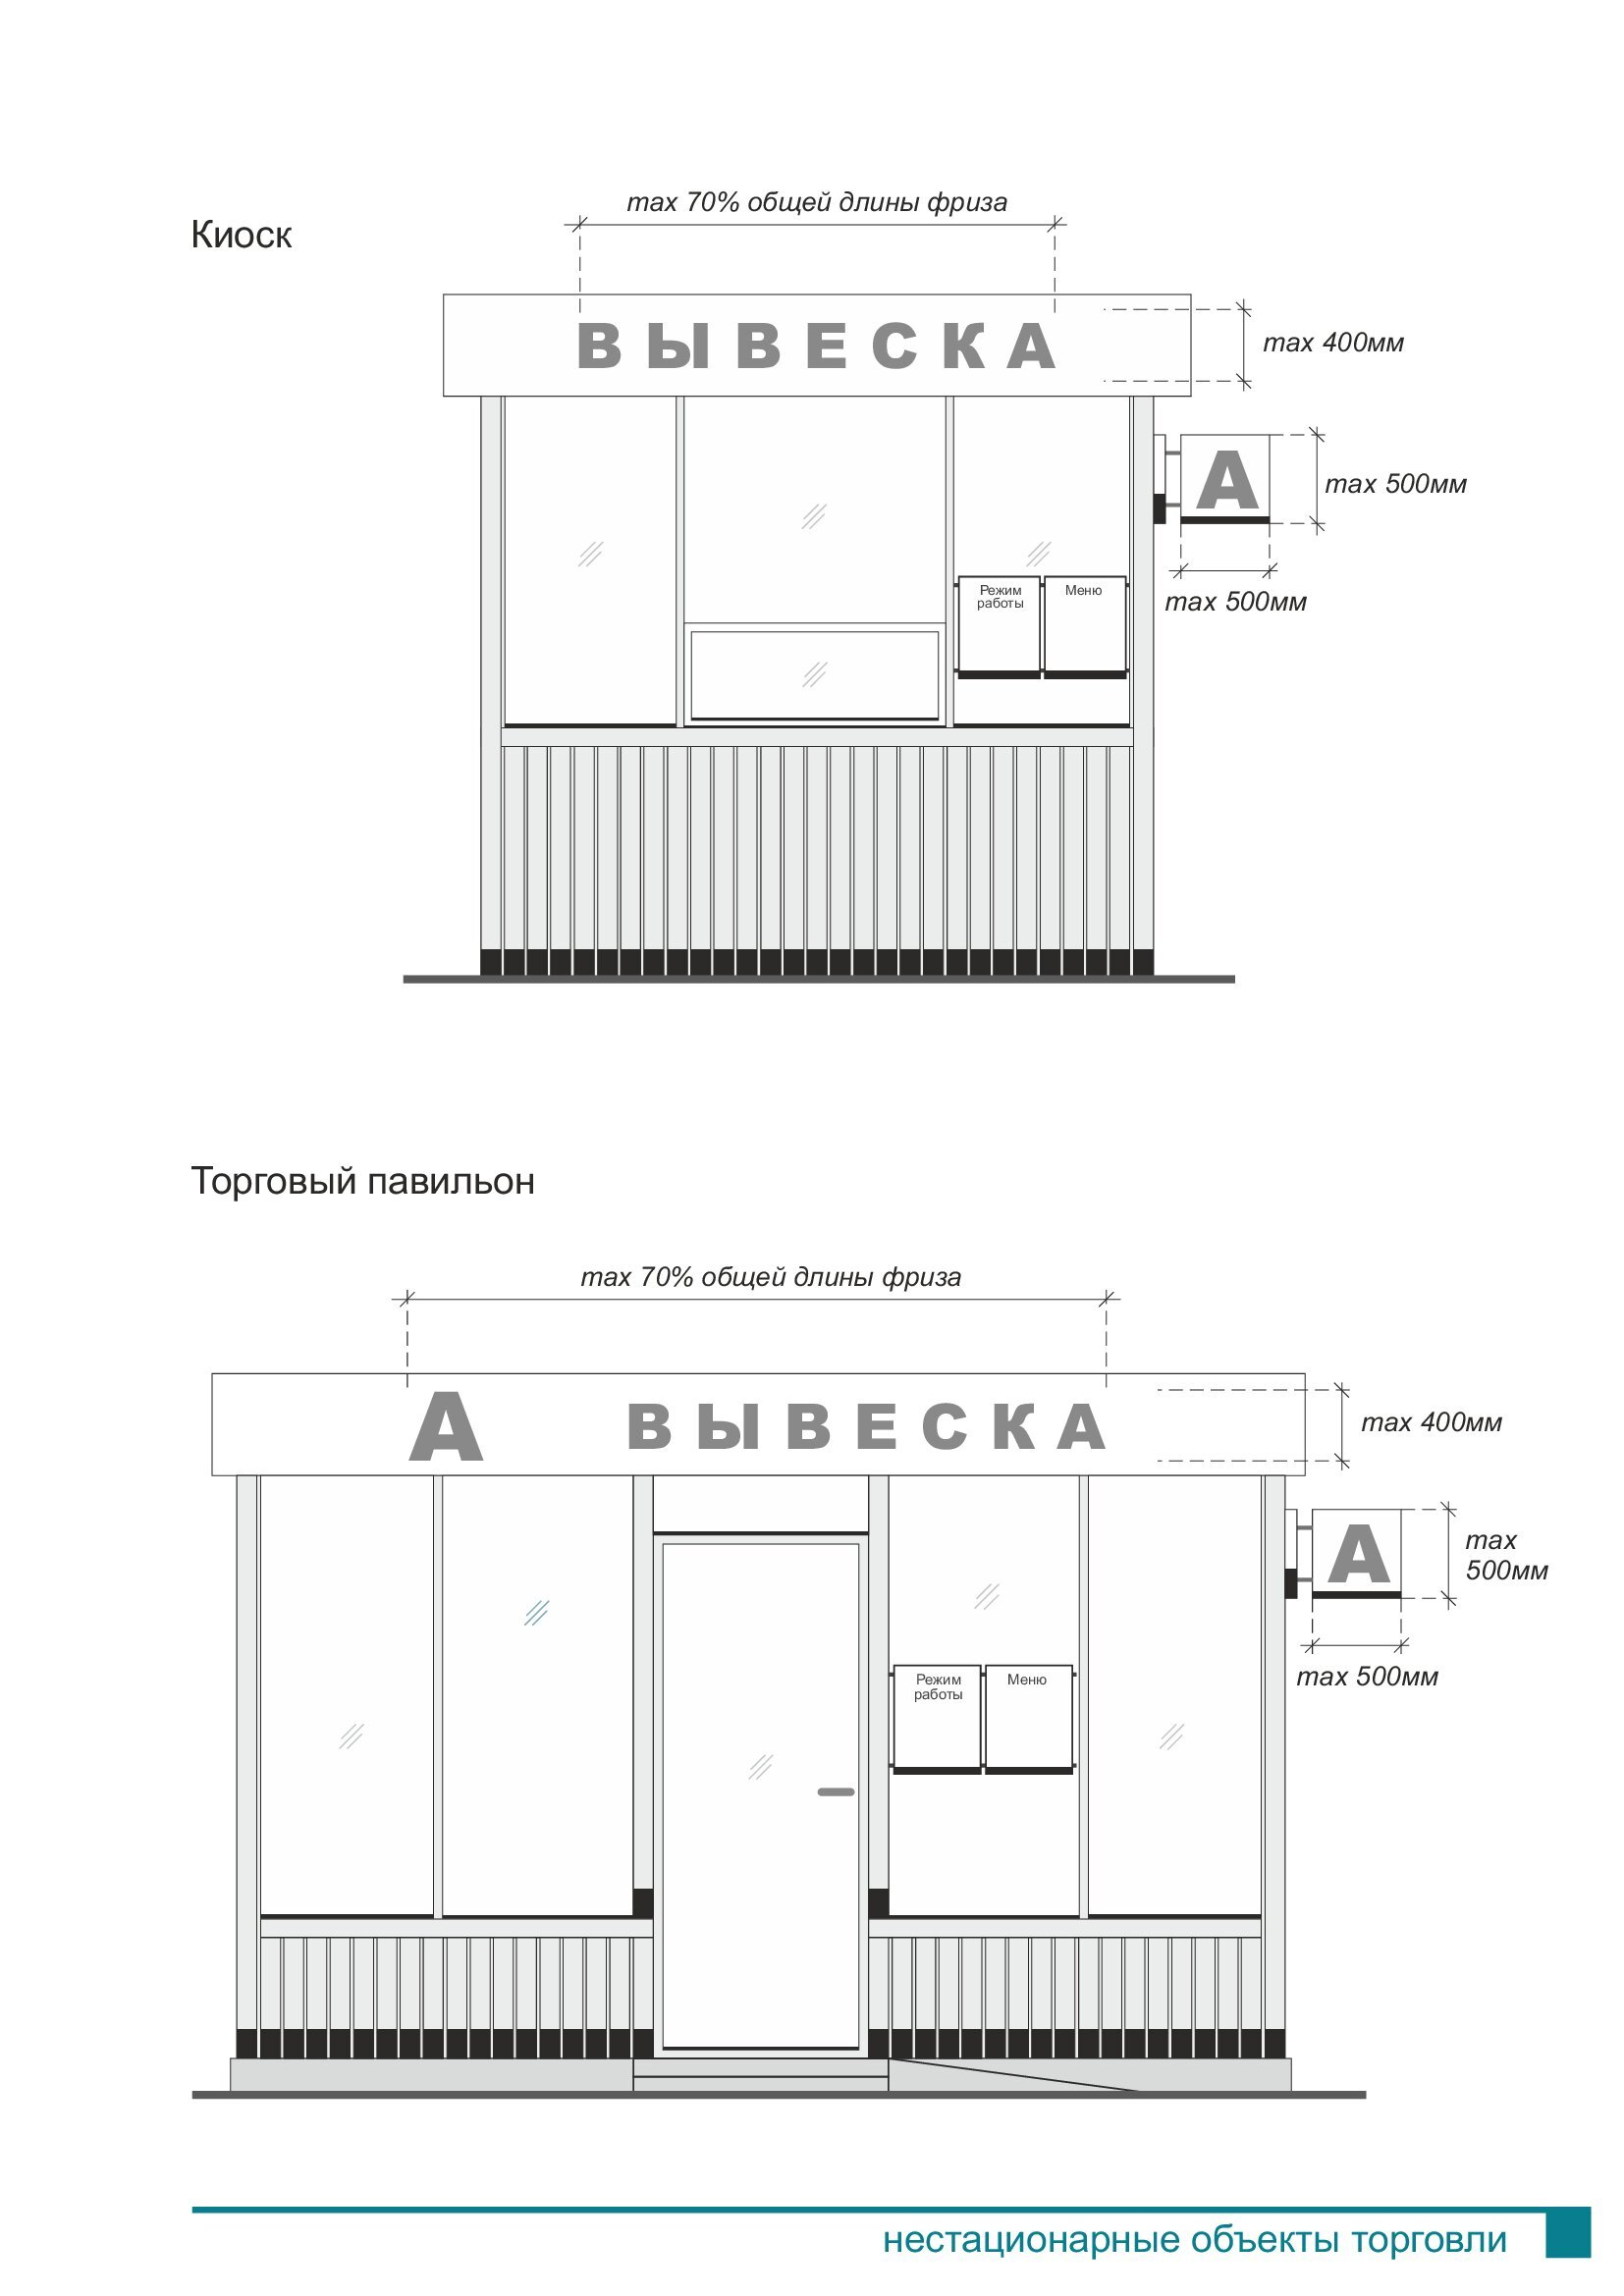 max 70% общей длины фриза
Киоск
ВЫВЕСКА
max 400мм
А
max 500мм
max 500мм
Режим
работы
Меню
Торговый павильон
max 70% общей длины фриза
А ВЫВЕСКА
max 400мм
А
max
500мм
max 500мм
Режим
работы
Меню
нестационарные объекты торговли